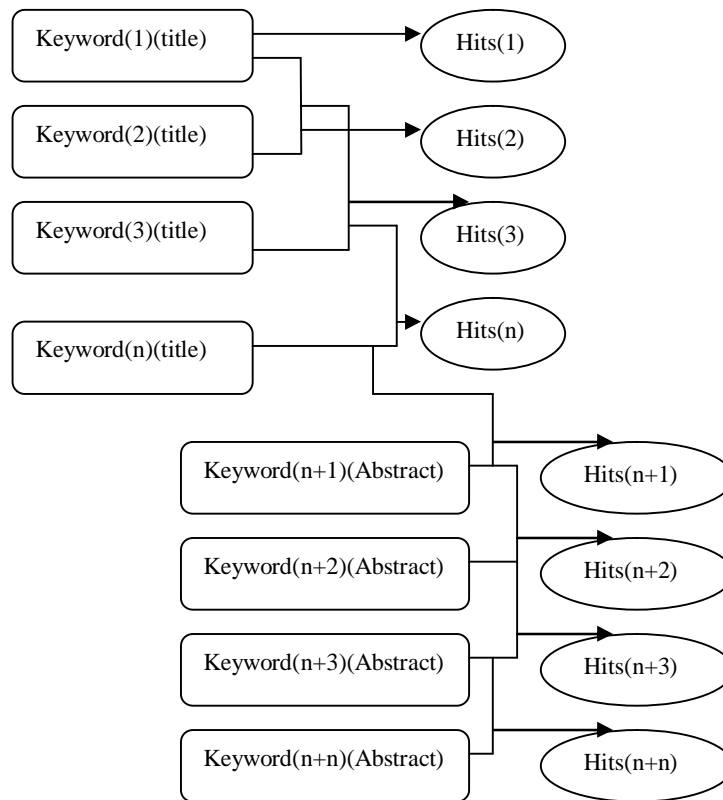 Keyword(1)(title)
Hits(1)
Keyword(2)(title)
Hits(2)
Keyword(3)(title)
Hits(3)
Keyword(n)(title)
Hits(n)
Keyword(n+1)(Abstract)
Hits(n+1)
Keyword(n+2)(Abstract)
Hits(n+2)
Keyword(n+3)(Abstract)
Hits(n+3)
Keyword(n+n)(Abstract)
Hits(n+n)